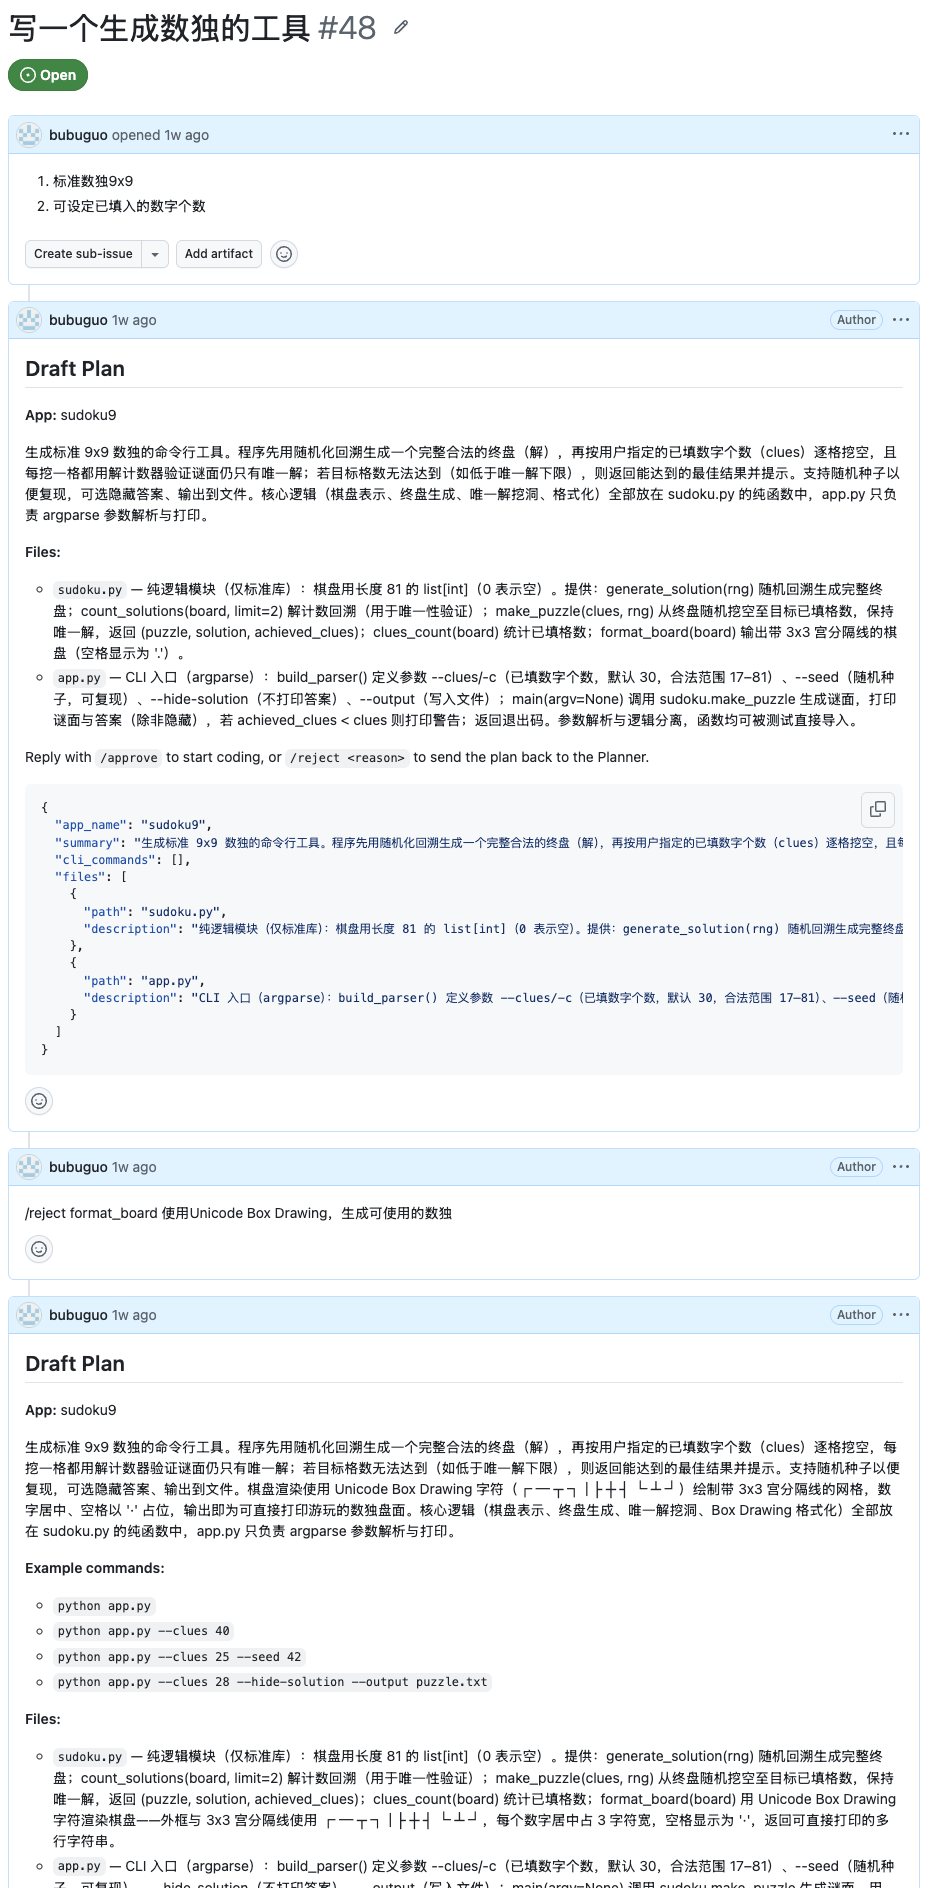 写一个生成数独的工具 #48
Open
bubuguo opened 1w ago
1. 标准数独9x9
2. 可设定已填入的数字个数
Create sub-issue
Add artifact
bubuguo 1w ago
Author
Draft Plan
App: sudoku9
生成标准 9x9 数独的命令行工具。程序先用随机化回溯生成一个完整合法的终盘（解），再按用户指定的已填数字个数（clues）逐格挖空，且
每挖一格都用解计数器验证谜面仍只有唯一解；若目标格数无法达到（如低于唯一解下限），则返回能达到的最佳结果并提示。支持随机种子以
便复现，可选隐藏答案、输出到文件。核心逻辑（棋盘表示、终盘生成、唯一解挖洞、格式化）全部放在 sudoku.py 的纯函数中，app.py 只负
责 argparse 参数解析与打印。
Files:
sudoku.py — 纯逻辑模块（仅标准库）：棋盘用长度 81 的 list[int]（0 表示空）。提供：generate_solution(rng) 随机回溯生成完整终
盘；count_solutions(board, limit=2) 解计数回溯（用于唯一性验证）；make_puzzle(clues, rng) 从终盘随机挖空至目标已填格数，保持
唯一解，返回 (puzzle, solution, achieved_clues)；clues_count(board) 统计已填格数；format_board(board) 输出带 3x3 宫分隔线的棋
盘（空格显示为 '.'）。
app.py — CLI 入口（argparse）：build_parser() 定义参数 --clues/-c（已填数字个数，默认 30，合法范围 17–81）、--seed（随机种
子，可复现）、--hide-solution（不打印答案）、--output（写入文件）；main(argv=None) 调用 sudoku.make_puzzle 生成谜面，打印
谜面与答案（除非隐藏），若 achieved_clues < clues 则打印警告；返回退出码。参数解析与逻辑分离，函数均可被测试直接导入。
Reply with /approve to start coding, or /reject <reason> to send the plan back to the Planner.
{
"app_name": "sudoku9",
"summary": "生成标准 9x9 数独的命令行工具。程序先用随机化回溯生成一个完整合法的终盘（解），再按用户指定的已填数字个数（clues）逐格挖空，且
"cli_commands": [],
"files": [
{
"path": "sudoku.py",
"description": "纯逻辑模块（仅标准库）：棋盘用长度 81 的 list[int]（0 表示空）。提供：generate_solution(rng) 随机回溯生成完整终盘
},
{
"path": "app.py",
"description": "CLI 入口（argparse）：build_parser() 定义参数 --clues/-c（已填数字个数，默认 30，合法范围 17–81）、--seed（随
}
]
}
bubuguo 1w ago
Author
/reject format_board 使用Unicode Box Drawing，生成可使用的数独
bubuguo 1w ago
Author
Draft Plan
App: sudoku9
生成标准 9x9 数独的命令行工具。程序先用随机化回溯生成一个完整合法的终盘（解），再按用户指定的已填数字个数（clues）逐格挖空，每
挖一格都用解计数器验证谜面仍只有唯一解；若目标格数无法达到（如低于唯一解下限），则返回能达到的最佳结果并提示。支持随机种子以便
复现，可选隐藏答案、输出到文件。棋盘渲染使用 Unicode Box Drawing 字符（┌─┬┐│├┼┤└┴┘）绘制带 3x3 宫分隔线的网格，数
字居中、空格以 '·' 占位，输出即为可直接打印游玩的数独盘面。核心逻辑（棋盘表示、终盘生成、唯一解挖洞、Box Drawing 格式化）全部放
在 sudoku.py 的纯函数中，app.py 只负责 argparse 参数解析与打印。
Example commands:
python app.py
python app.py --clues 40
python app.py --clues 25 --seed 42
python app.py --clues 28 --hide-solution --output puzzle.txt
Files:
sudoku.py — 纯逻辑模块（仅标准库）：棋盘用长度 81 的 list[int]（0 表示空）。提供：generate_solution(rng) 随机回溯生成完整终
盘；count_solutions(board, limit=2) 解计数回溯（用于唯一性验证）；make_puzzle(clues, rng) 从终盘随机挖空至目标已填格数，保持
唯一解，返回 (puzzle, solution, achieved_clues)；clues_count(board) 统计已填格数；format_board(board) 用 Unicode Box Drawing
字符渲染棋盘——外框与 3x3 宫分隔线使用 ┌─┬┐│├┼┤└┴┘，每个数字居中占 3 字符宽，空格显示为 '·'，返回可直接打印的多
行字符串。
app.py — CLI 入口（argparse）：build_parser() 定义参数 --clues/-c（已填数字个数，默认 30，合法范围 17–81）、--seed（随机种
子，可复现）、--hide-solution（不打印答案）、--output（写入文件）；main(argv=None) 调用 sudoku.make_puzzle 生成谜面，用